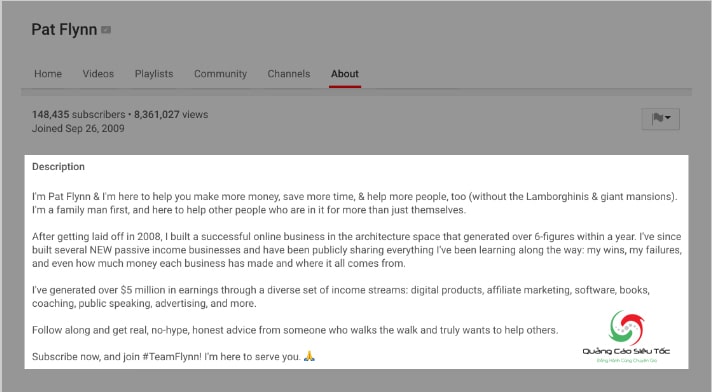 Pat Flynn
Home Videos Playlists Community Channels About
148,435 subscribers • 8,361,027 views
Joined Sep 26, 2009
Description
I'm Pat Flynn & I'm here to help you make more money, save more time, & help more people, too (without the Lamborghinis & giant mansions).
I'm a family man first, and here to help other people who are in it for more than just themselves.
After getting laid off in 2008, I built a successful online business in the architecture space that generated over 6-figures within a year. I've since
built several NEW passive income businesses and have been publicly sharing everything I've been learning along the way: my wins, my failures,
and even how much money each business has made and where it all comes from.
I've generated over $5 million in earnings through a diverse set of income streams: digital products, affiliate marketing, software, books,
coaching, public speaking, advertising, and more.
Follow along and get real, no-hype, honest advice from someone who walks the walk and truly wants to help others.
Subscribe now, and join #TeamFlynn! I'm here to serve you. 🙏
Quảng Cáo Siêu Tốc
Đồng Hành Cùng Chuyên Gia